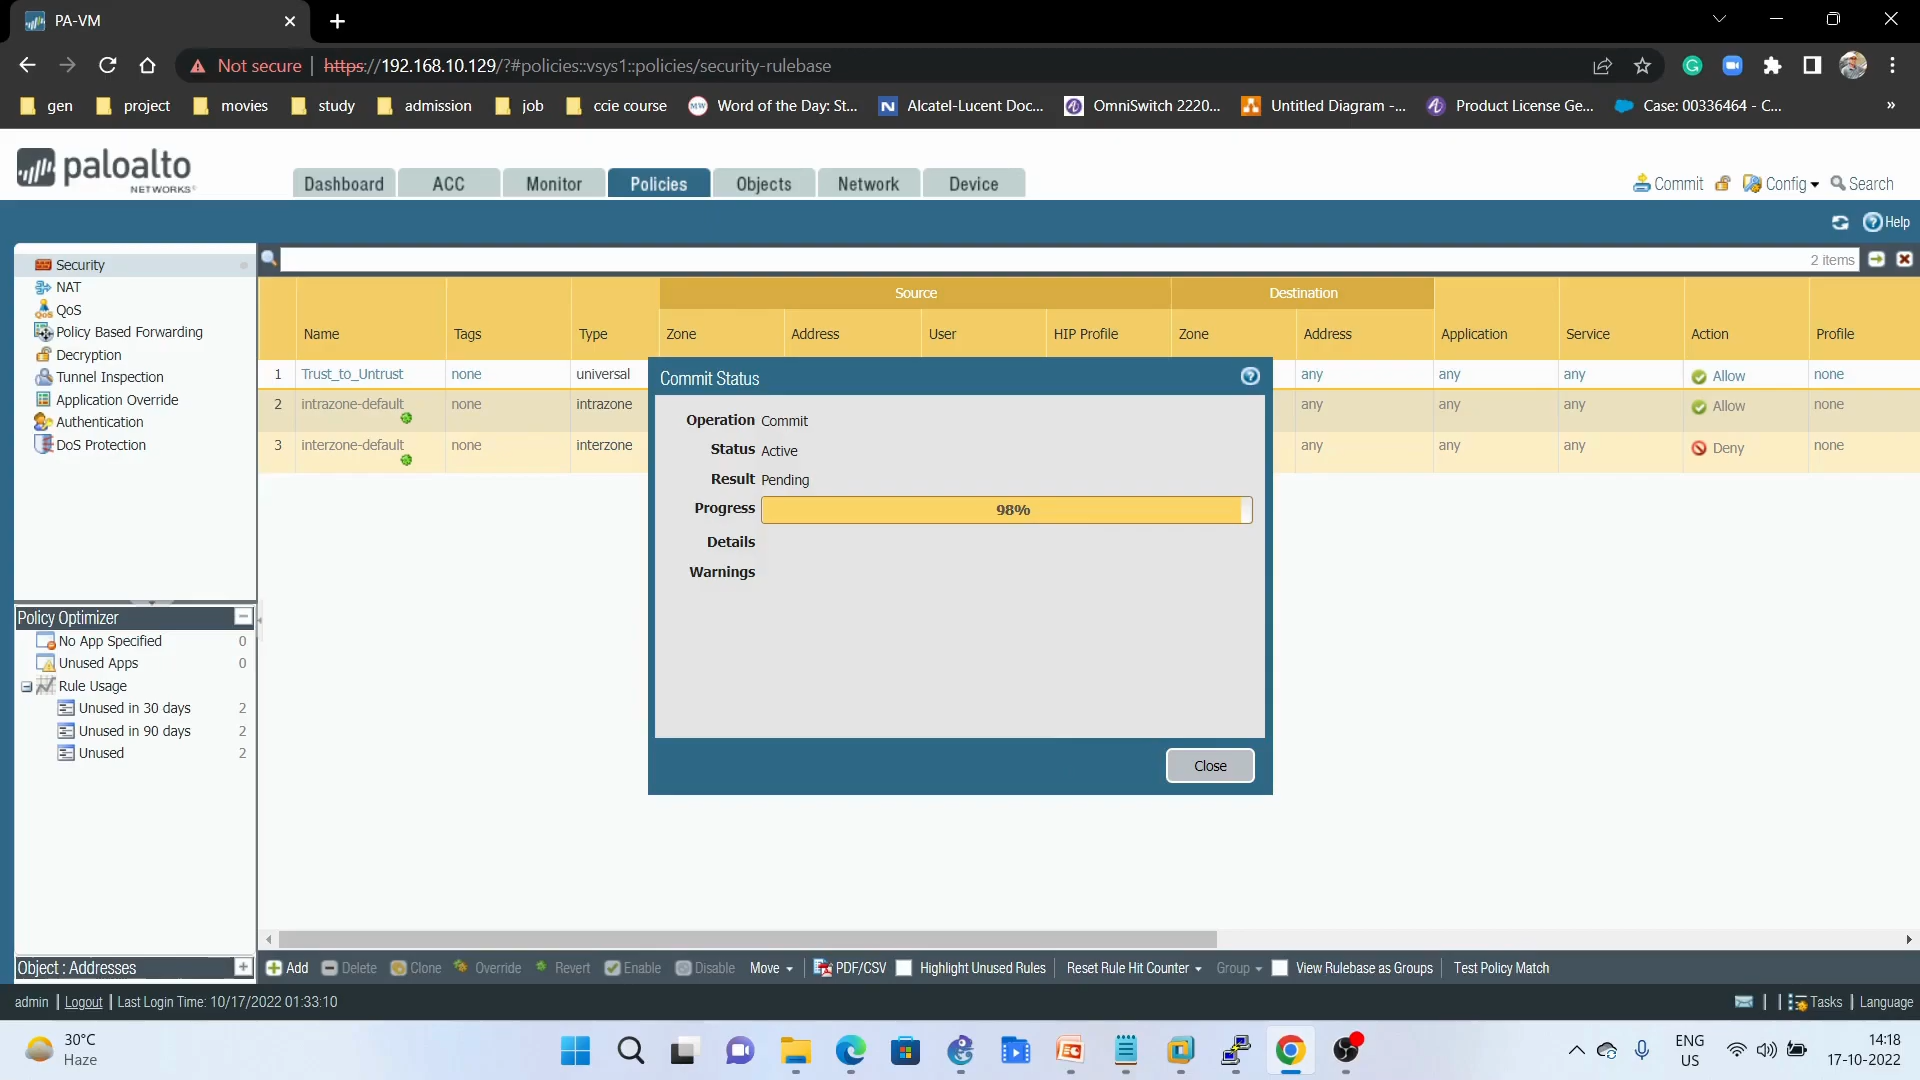 PA-VM
Not secure | https://192.168.10.129/?#policies::vsys1::policies/security-rulebase
gen project movies study admission job ccie course Word of the Day: St... Alcatel-Lucent Doc... OmniSwitch 2220... Untitled Diagram -... Product License Ge... Case: 00336464 - C... »
paloalto
NETWORKS
Dashboard ACC Monitor Policies Objects Network Device
Commit Config Search
Help
Security
NAT
QoS
Policy Based Forwarding
Decryption
Tunnel Inspection
Application Override
Authentication
DoS Protection
2 items
Source Destination
Name Tags Type Zone Address User HIP Profile Zone Address Application Service Action Profile
1 Trust_to_Untrust none universal any any any Allow none
2 intrazone-default none intrazone any any any Allow none
3 interzone-default none interzone any any any Deny none
Commit Status
Operation Commit
Status Active
Result Pending
Progress 98%
Details
Warnings
Close
Policy Optimizer
No App Specified 0
Unused Apps 0
Rule Usage
Unused in 30 days 2
Unused in 90 days 2
Unused 2
Object : Addresses
Add Delete Clone Override Revert Enable Disable Move PDF/CSV Highlight Unused Rules Reset Rule Hit Counter Group View Rulebase as Groups Test Policy Match
admin | Logout | Last Login Time: 10/17/2022 01:33:10
Tasks | Language
30°C
Haze
ENG
US
14:18
17-10-2022